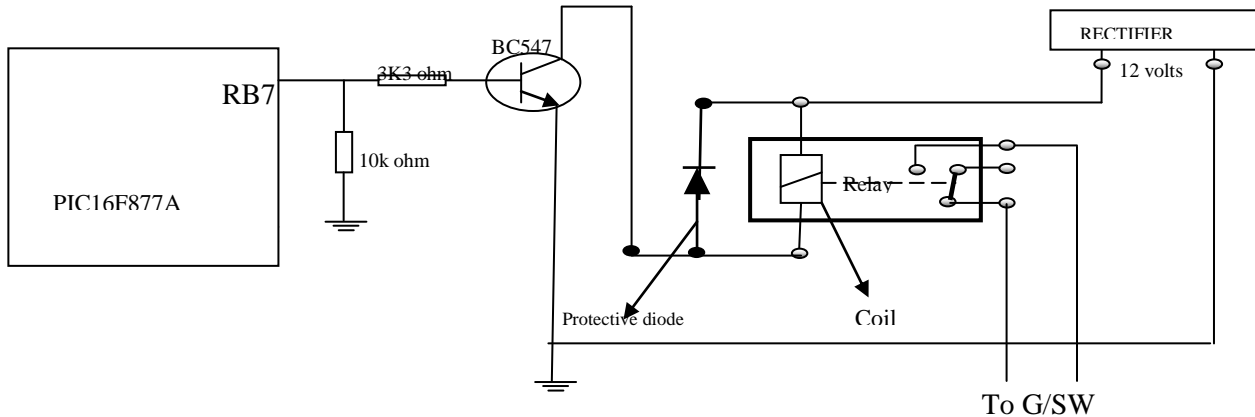 RECTIFIER
BC547
12 volts
3K3 ohm
RB7
10k ohm
Relay
PIC16F877A
Protective diode
Coil
To G/SW